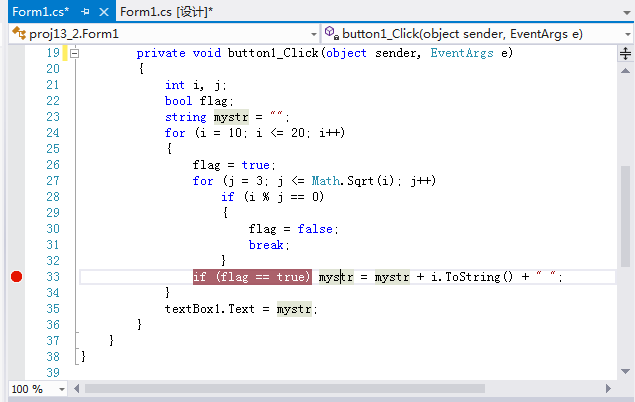 Form1.cs* Form1.cs [设计]*
proj13_2.Form1 button1_Click(object sender, EventArgs e)
19 private void button1_Click(object sender, EventArgs e)
20 {
21 int i, j;
22 bool flag;
23 string mystr = "";
24 for (i = 10; i <= 20; i++)
25 {
26 flag = true;
27 for (j = 3; j <= Math.Sqrt(i); j++)
28 if (i % j == 0)
29 {
30 flag = false;
31 break;
32 }
33 if (flag == true) mystr = mystr + i.ToString() + " ";
34 }
35 textBox1.Text = mystr;
36 }
37 }
38 }
39
100 %